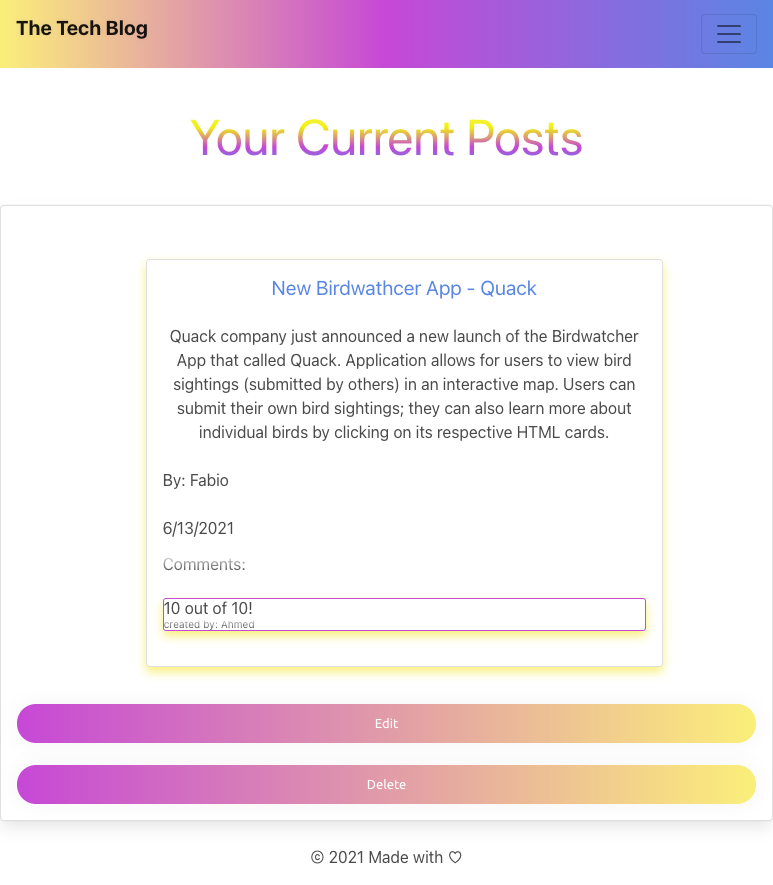 The Tech Blog
Your Current Posts
New Birdwathcer App - Quack
Quack company just announced a new launch of the Birdwatcher
App that called Quack. Application allows for users to view bird
sightings (submitted by others) in an interactive map. Users can
submit their own bird sightings; they can also learn more about
individual birds by clicking on its respective HTML cards.
By: Fabio
6/13/2021
Comments:
10 out of 10!
created by: Ahmed
Edit
Delete
© 2021 Made with ♡